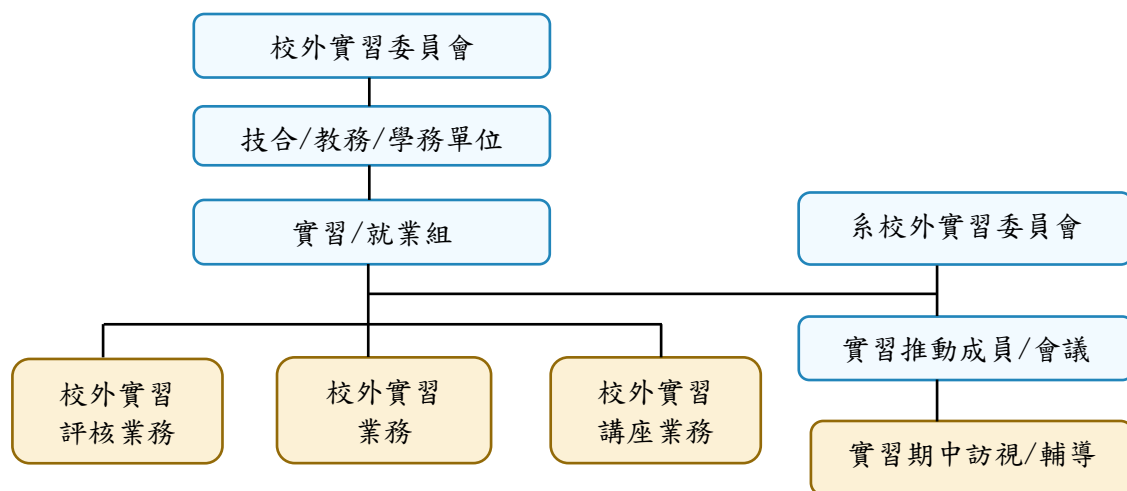 校外實習委員會
技合/教務/學務單位
實習/就業組
系校外實習委員會
實習推動成員/會議
校外實習
評核業務
校外實習
業務
校外實習
講座業務
實習期中訪視/輔導